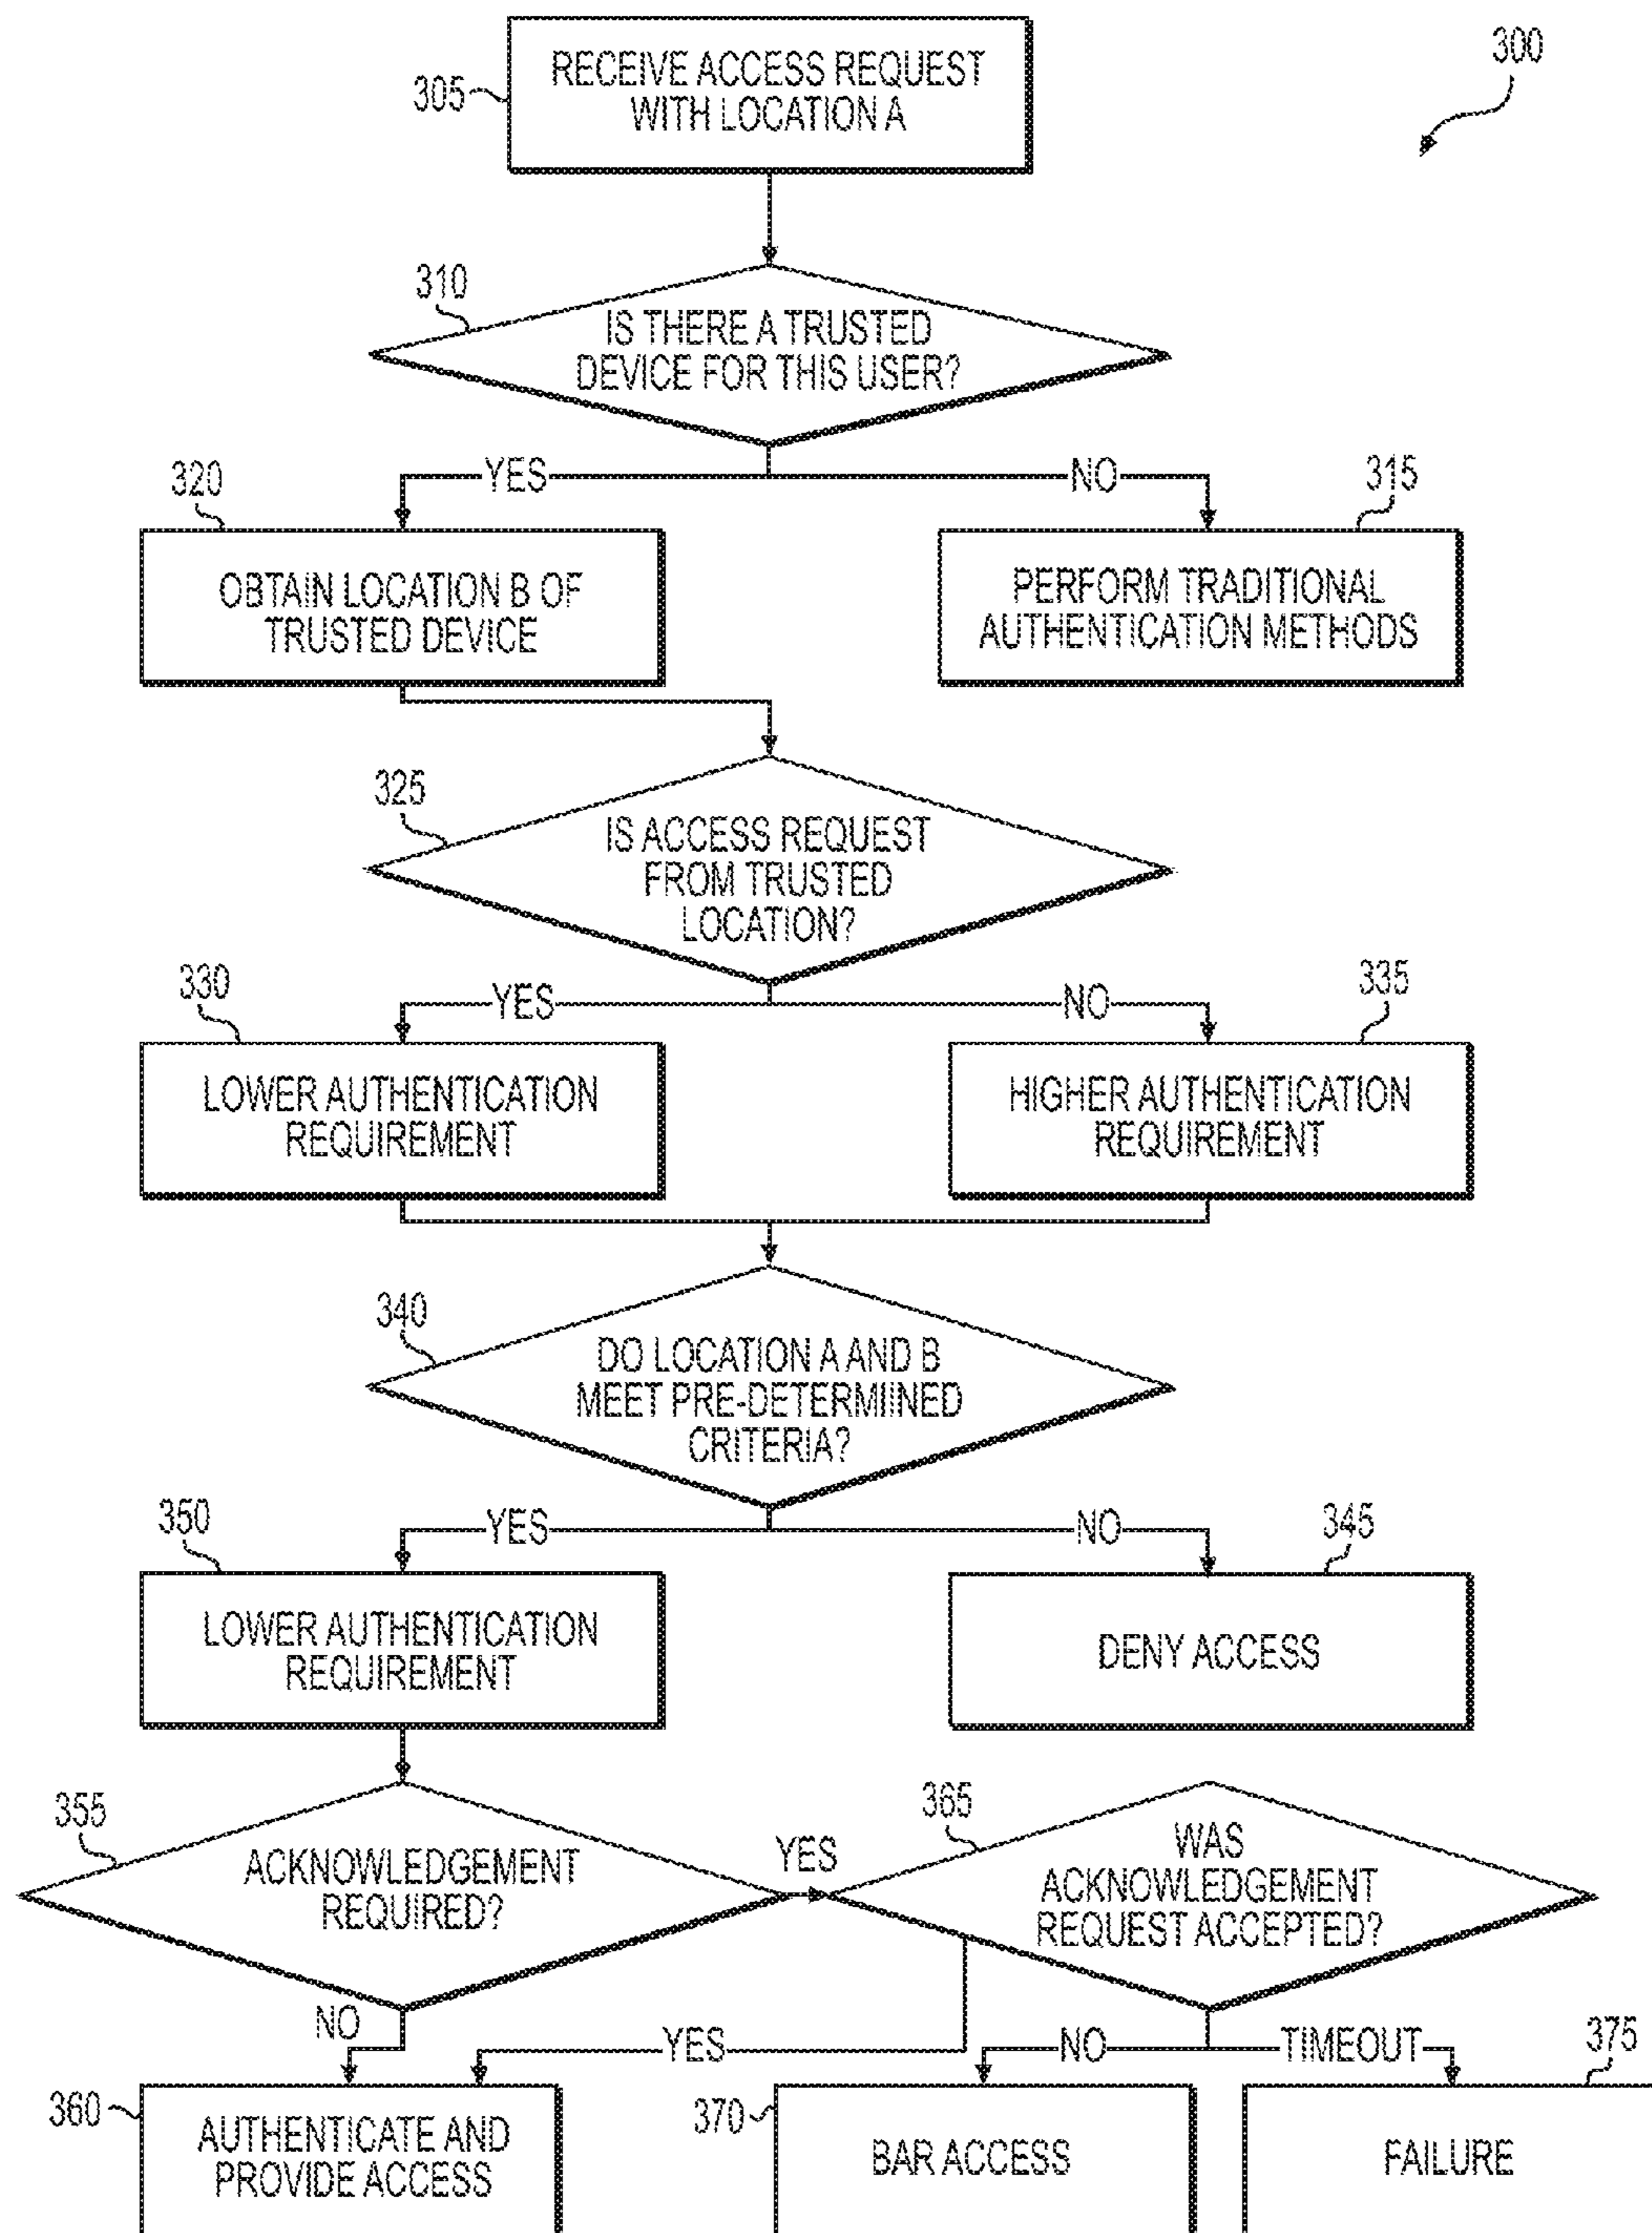 300
305
RECEIVE ACCESS REQUEST
WITH LOCATION A
310
IS THERE A TRUSTED
DEVICE FOR THIS USER?
YES
NO
320
315
OBTAIN LOCATION B OF
TRUSTED DEVICE
PERFORM TRADITIONAL
AUTHENTICATION METHODS
325
IS ACCESS REQUEST
FROM TRUSTED
LOCATION?
YES
NO
330
335
LOWER AUTHENTICATION
REQUIREMENT
HIGHER AUTHENTICATION
REQUIREMENT
340
DO LOCATION A AND B
MEET PRE-DETERMIINED
CRITERIA?
YES
NO
350
345
LOWER AUTHENTICATION
REQUIREMENT
DENY ACCESS
355
ACKNOWLEDGEMENT
REQUIRED?
YES
365
WAS
ACKNOWLEDGEMENT
REQUEST ACCEPTED?
NO
YES
NO
TIMEOUT
375
360
AUTHENTICATE AND
PROVIDE ACCESS
370
BAR ACCESS
FAILURE